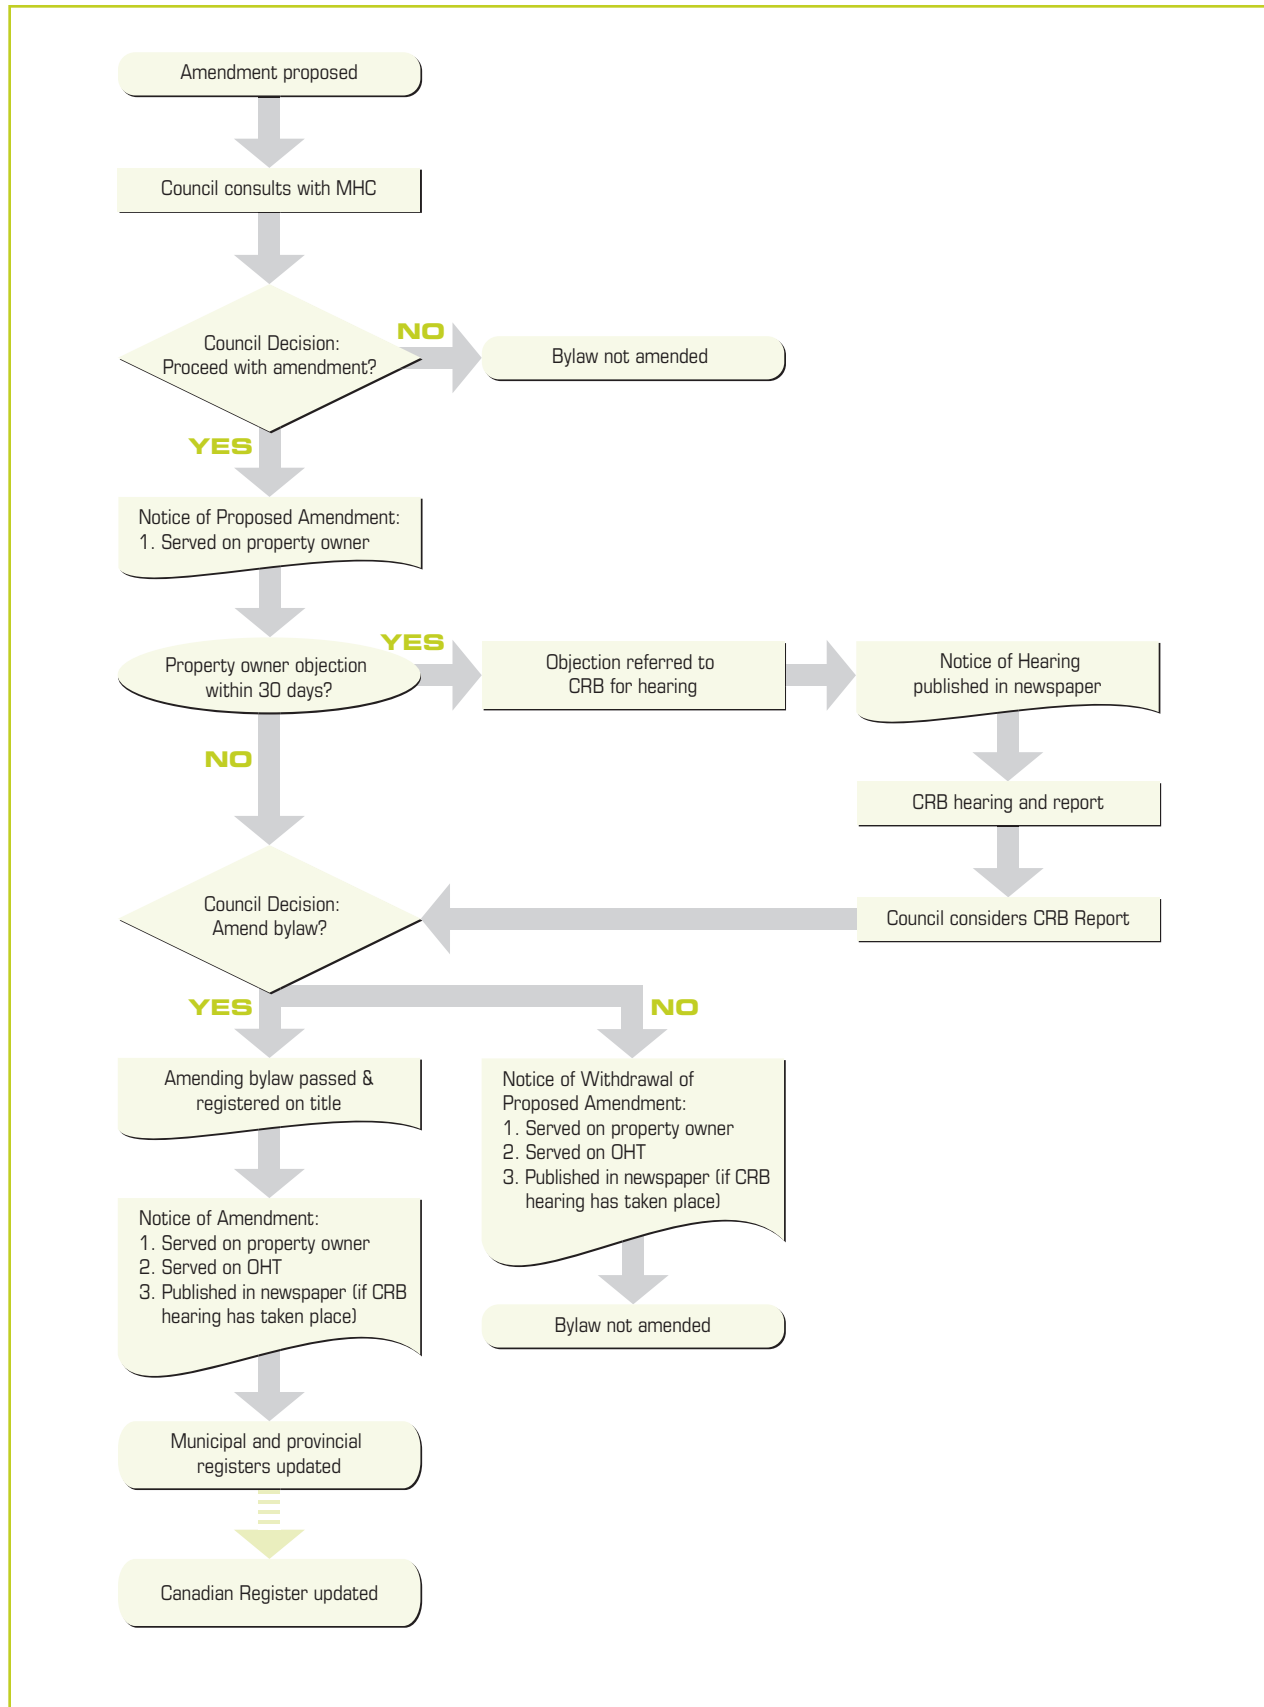 Amendment proposed
Council consults with MHC
Council Decision:
Proceed with amendment?
NO
Bylaw not amended
YES
Notice of Proposed Amendment:
1. Served on property owner
Property owner objection
within 30 days?
YES
Objection referred to
CRB for hearing
Notice of Hearing
published in newspaper
NO
CRB hearing and report
Council considers CRB Report
Council Decision:
Amend bylaw?
YES
NO
Amending bylaw passed &
registered on title
Notice of Withdrawal of
Proposed Amendment:
1. Served on property owner
2. Served on OHT
3. Published in newspaper (if CRB
hearing has taken place)
Notice of Amendment:
1. Served on property owner
2. Served on OHT
3. Published in newspaper (if CRB
hearing has taken place)
Bylaw not amended
Municipal and provincial
registers updated
Canadian Register updated